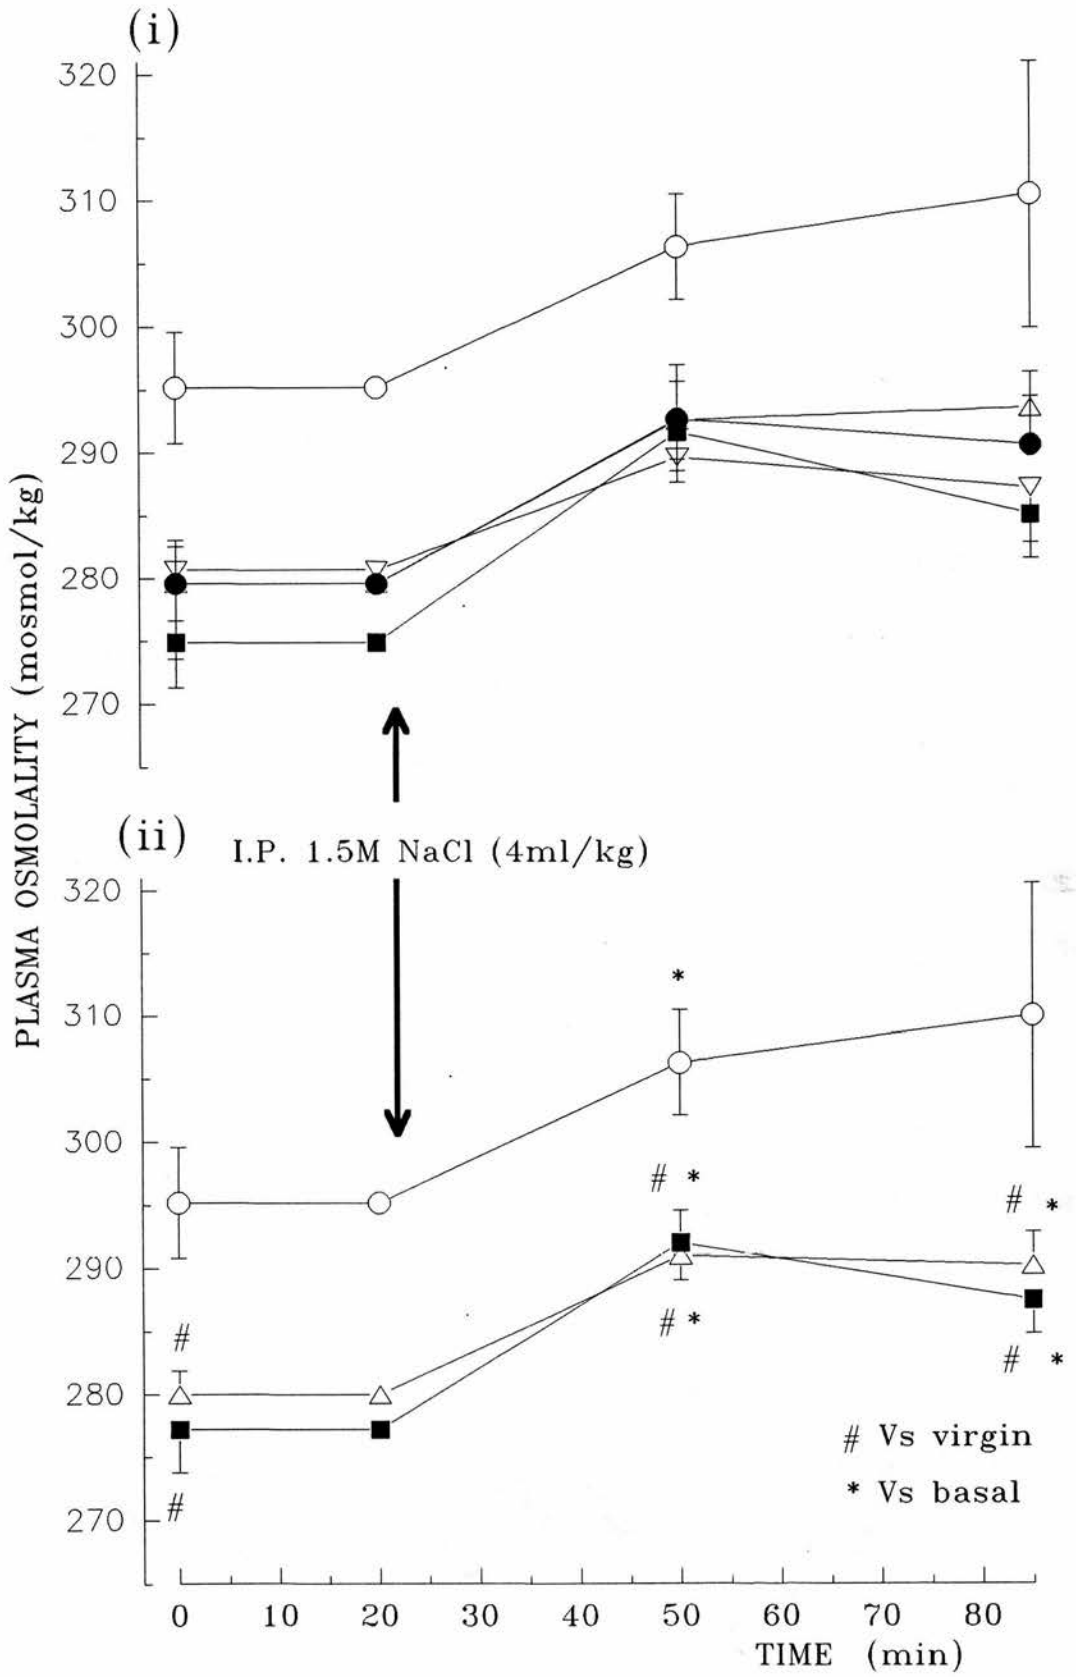 (i)
320
310
300
290
280
270
PLASMA OSMOLALITY (mosmol/kg)
(ii)
I.P. 1.5M NaCl (4ml/kg)
320
310
300
290
280
270
*
# *
# *
# *
# *
#
#
# Vs virgin
* Vs basal
0 10 20 30 40 50 60 70 80
TIME (min)